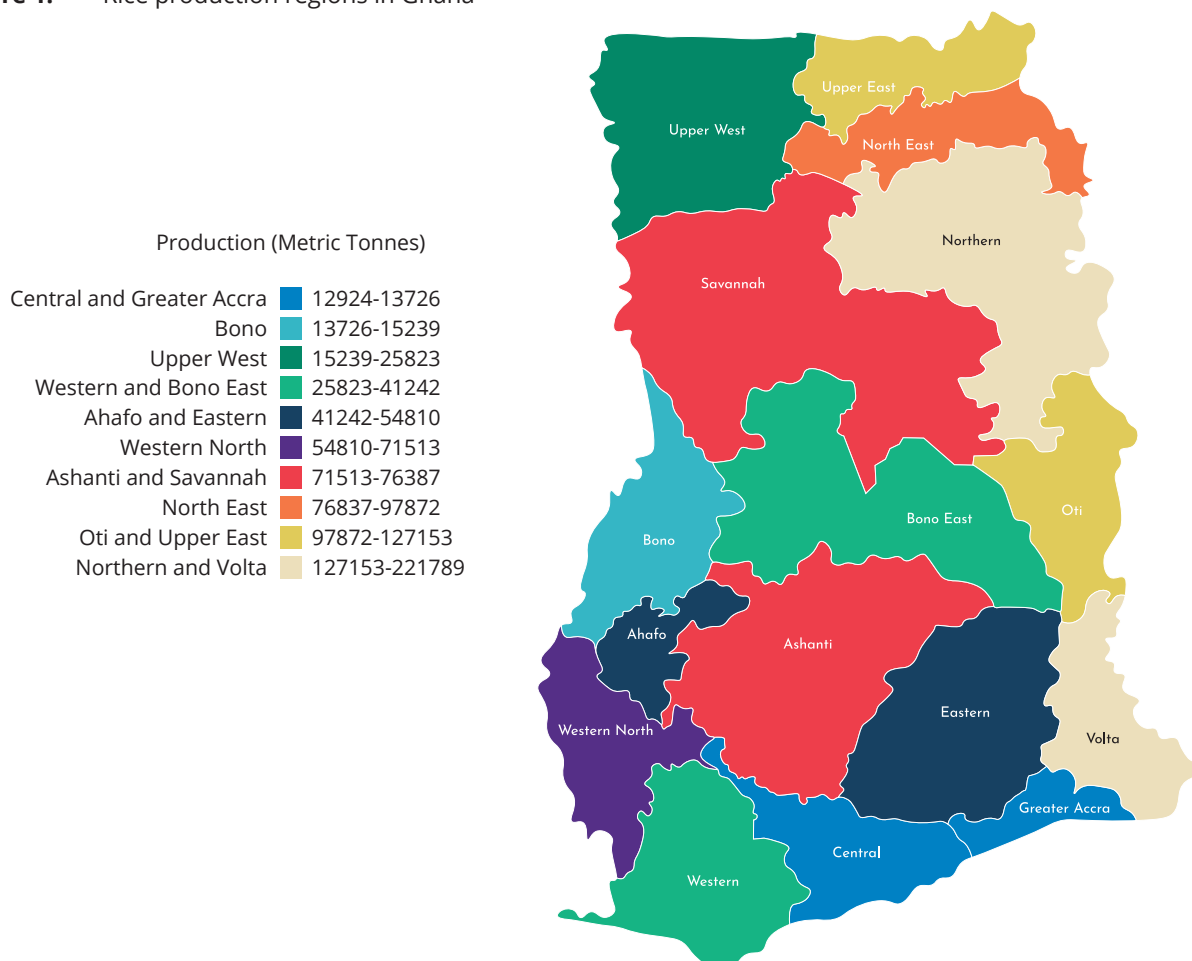 1. Rice production regions in Ghana
Production (Metric Tonnes)
Central and Greater Accra 12924-13726
Bono 13726-15239
Upper West 15239-25823
Western and Bono East 25823-41242
Ahafo and Eastern 41242-54810
Western North 54810-71513
Ashanti and Savannah 71513-76387
North East 76837-97872
Oti and Upper East 97872-127153
Northern and Volta 127153-221789
Upper East
Upper West
North East
Northern
Savannah
Oti
Bono East
Bono
Ahafo
Ashanti
Eastern
Western North
Volta
Greater Accra
Central
Western